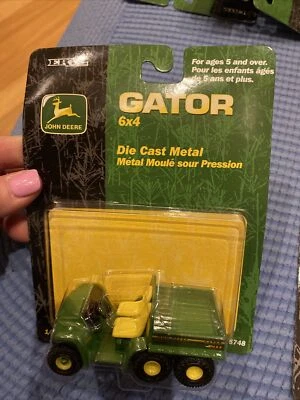 ERTL
JOHN DEERE
For ages 5 and over.
Pour les enfants âgés
de 5 ans et plus.
GATOR
6x4
Die Cast Metal
Métal Moulé sour Pression
5748